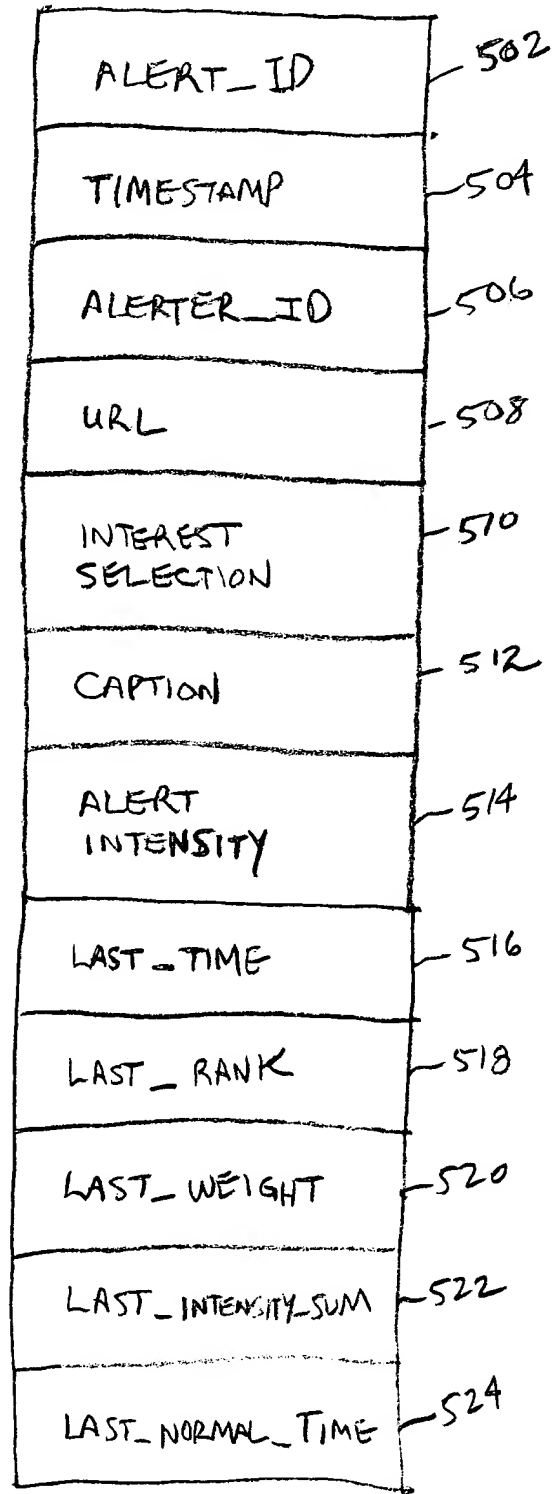 ALERT_ID 502
TIMESTAMP 504
ALERTER_ID 506
URL 508
INTEREST 510
SELECTION
CAPTION 512
ALERT 514
INTENSITY
LAST_TIME 516
LAST_RANK 518
LAST_WEIGHT 520
LAST_INTENSITY_SUM 522
LAST_NORMAL_TIME 524